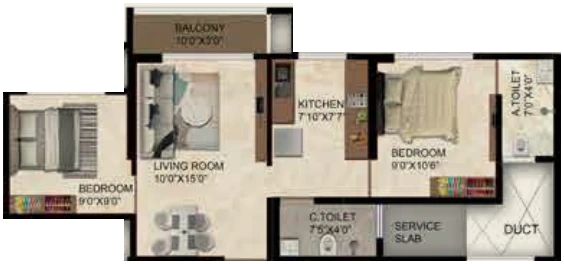 BALCONY
10'0"X3'0"
KITCHEN
7'10"X7'7"
A.TOILET
7'0"X4'0"
LIVING ROOM
10'0"X15'0"
BEDROOM
9'0"X10'6"
BEDROOM
9'0"X9'0"
C.TOILET
7'5"X4'0"
SERVICE
SLAB
DUCT